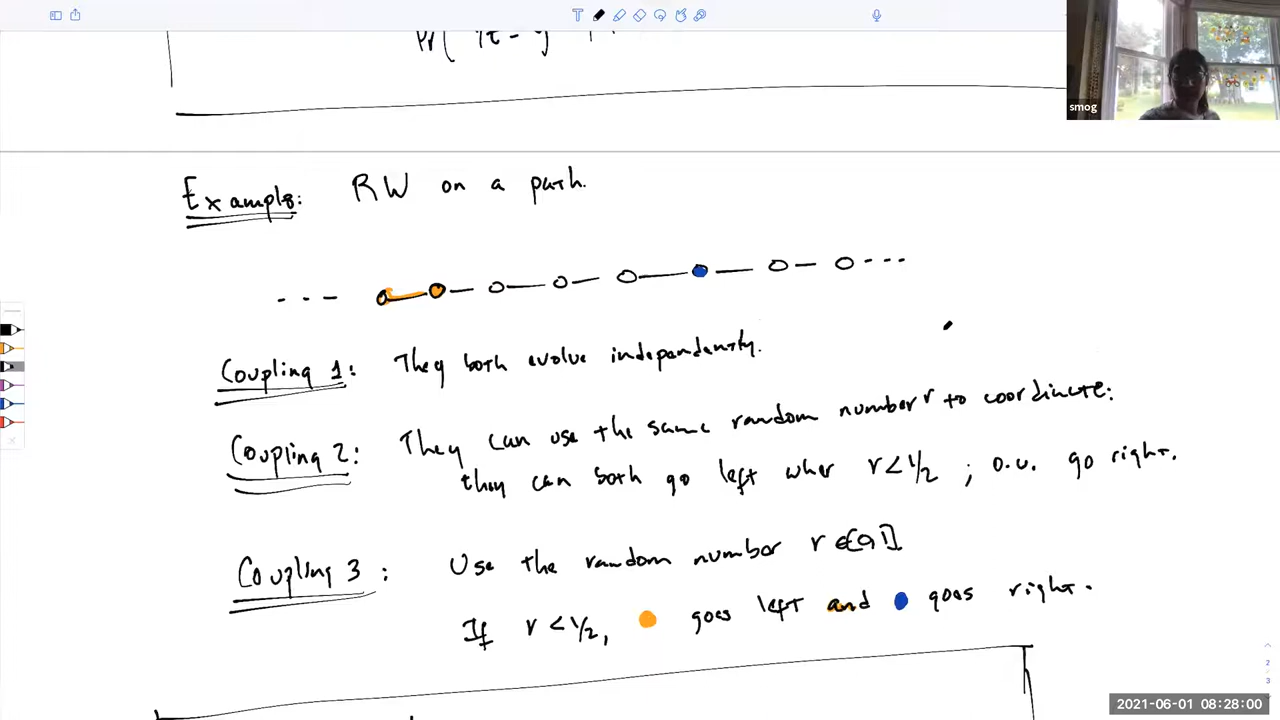 smog
Example: RW on a path.
Coupling 1: They both evolve independently.
Coupling 2: They can use the same random number r to coordinate:
they can both go left when r < 1/2 ; o.w. go right.
Coupling 3: Use the random number r ∈ [0,1]
If r < 1/2, goes left and goes right.
2021-06-01 08:28:00